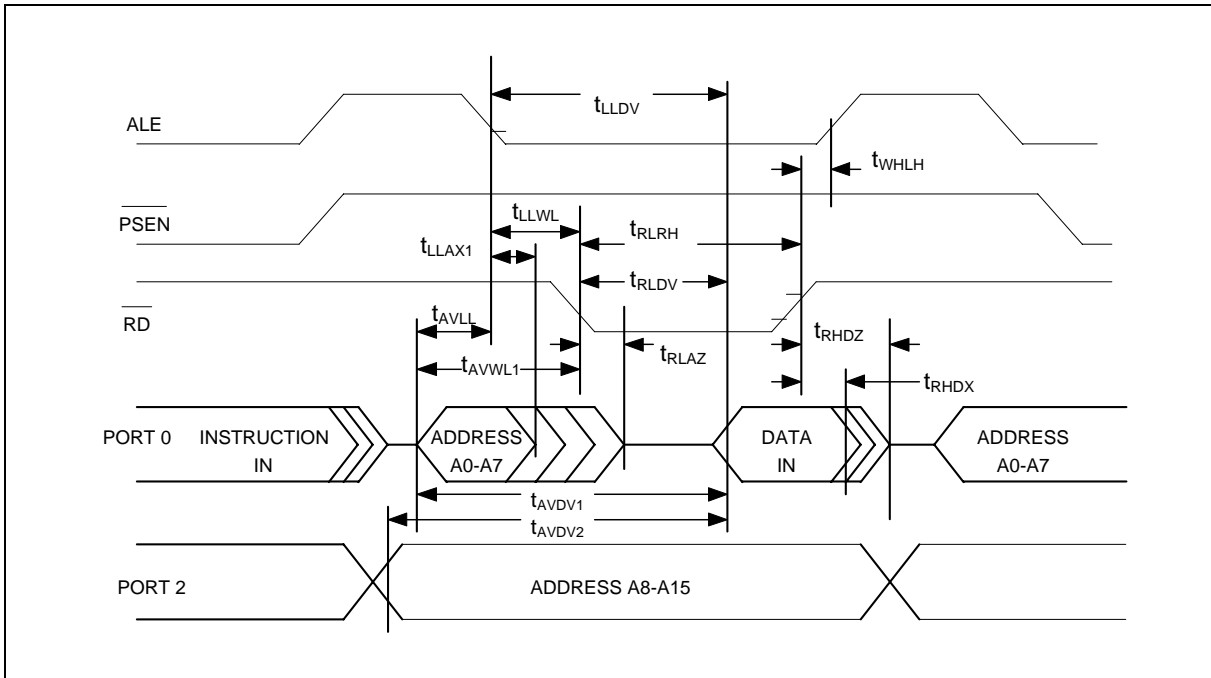 tLLDV
ALE
tWHLH
PSEN
tLLWL
tRLRH
tLLAX1
tRLDV
RD
tAVLL
tRHDZ
tRLAZ
tAVWL1
tRHDX
PORT 0
INSTRUCTION
IN
ADDRESS
A0-A7
DATA
IN
ADDRESS
A0-A7
tAVDV1
tAVDV2
PORT 2
ADDRESS A8-A15